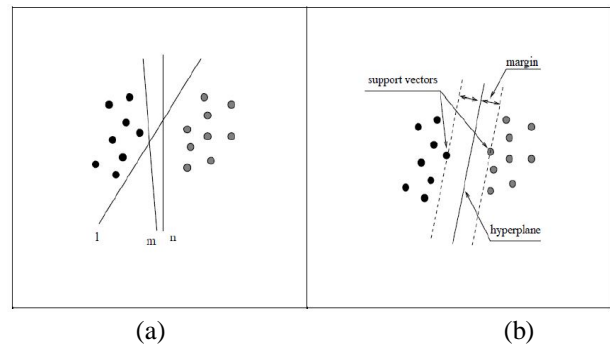 margin
support vectors
l
m
n
hyperplane
(a)
(b)